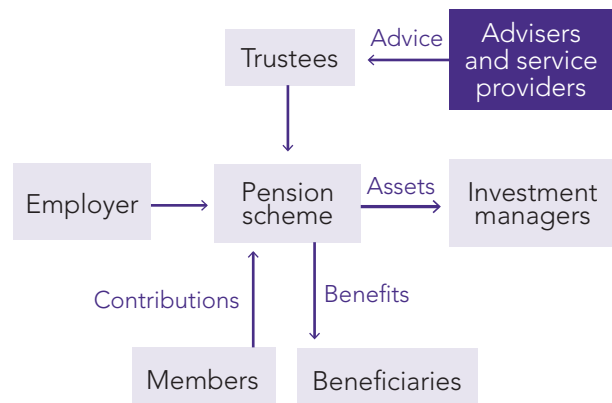 Advice
Advisers
and service
providers
Trustees
Employer
Pension
scheme
Assets
Investment
managers
Contributions
Benefits
Members
Beneficiaries